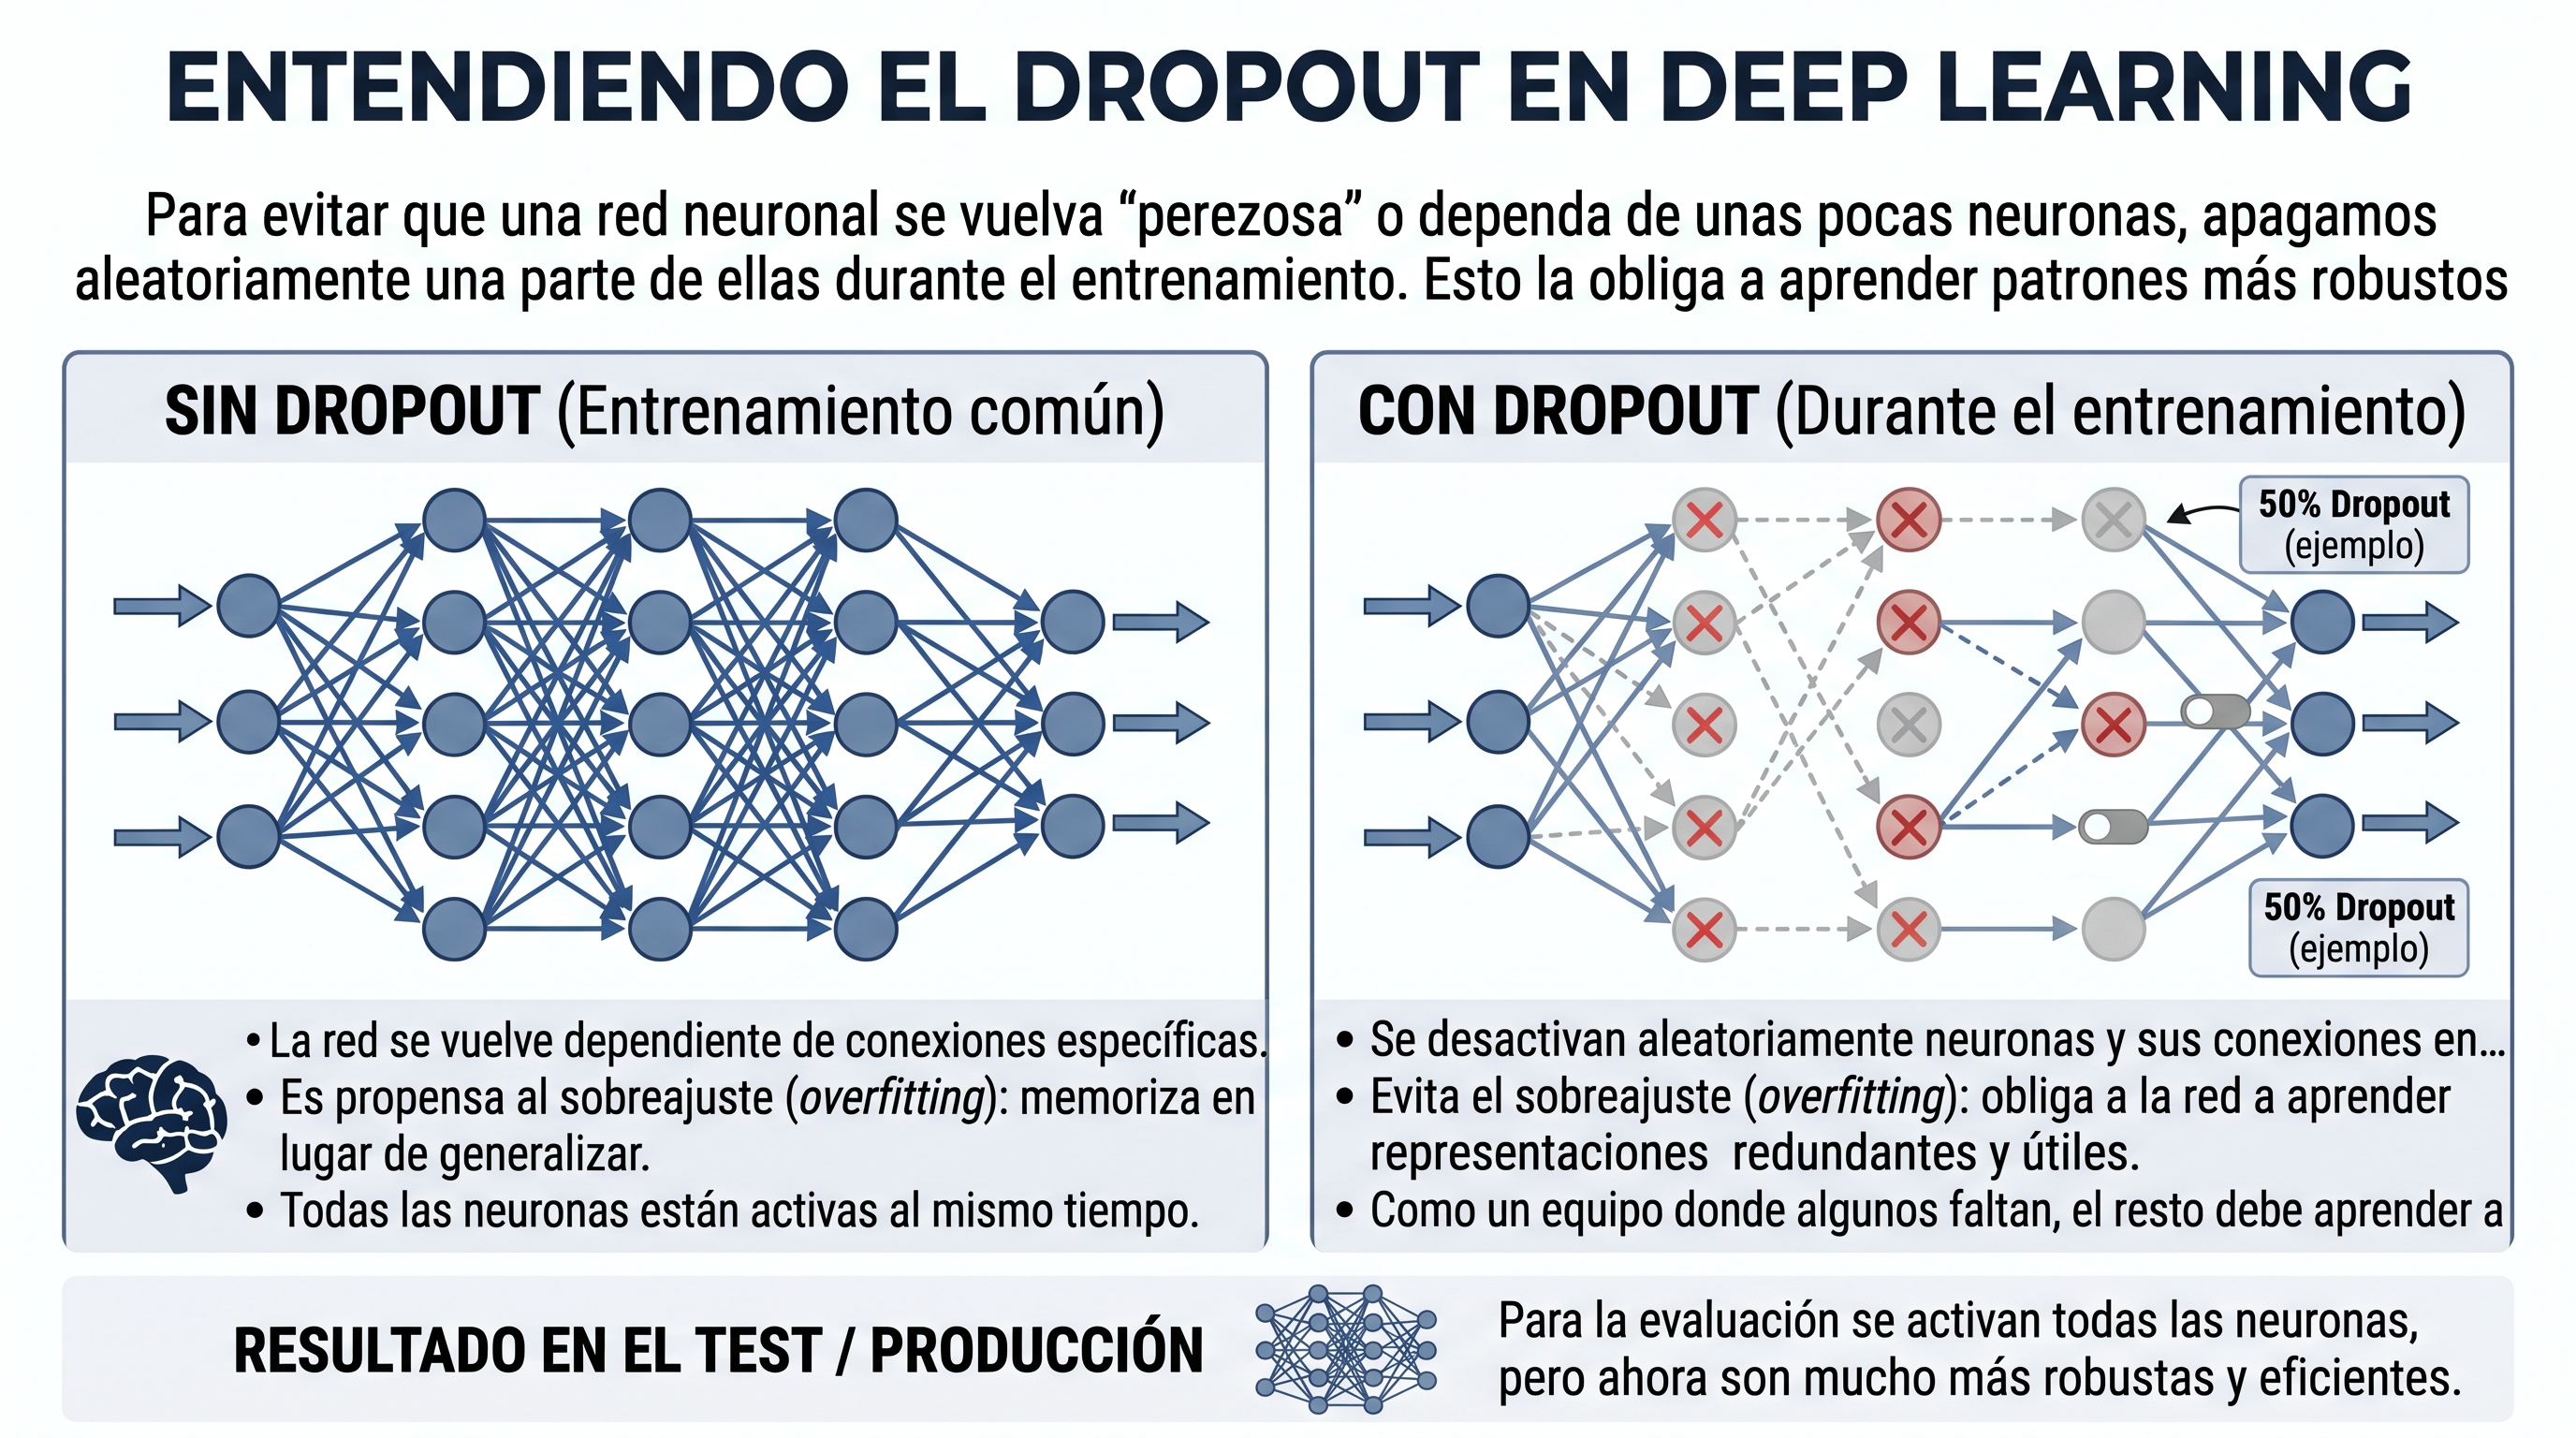 ENTENDIENDO EL DROPOUT EN DEEP LEARNING
Para evitar que una red neuronal se vuelva “perezosa” o dependa de unas pocas neuronas, apagamos
aleatoriamente una parte de ellas durante el entrenamiento. Esto la obliga a aprender patrones más robustos
SIN DROPOUT (Entrenamiento común)
• La red se vuelve dependiente de conexiones específicas.
• Es propensa al sobreajuste (overfitting): memoriza en
lugar de generalizar.
• Todas las neuronas están activas al mismo tiempo.
CON DROPOUT (Durante el entrenamiento)
50% Dropout
(ejemplo)
50% Dropout
(ejemplo)
• Se desactivan aleatoriamente neuronas y sus conexiones en...
• Evita el sobreajuste (overfitting): obliga a la red a aprender
representaciones redundantes y útiles.
• Como un equipo donde algunos faltan, el resto debe aprender a
RESULTADO EN EL TEST / PRODUCCIÓN
Para la evaluación se activan todas las neuronas,
pero ahora son mucho más robustas y eficientes.